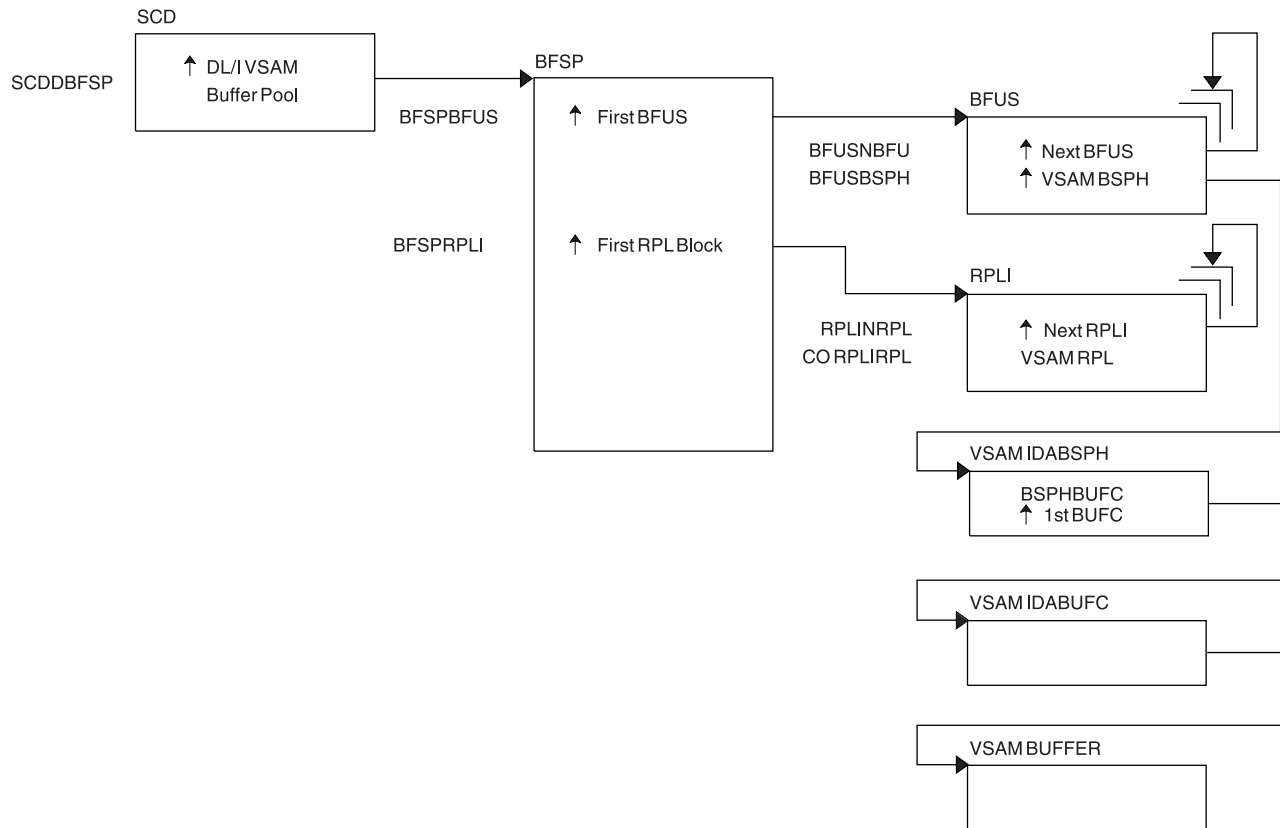 SCD
SCDDBFSP
DL/I VSAM
Buffer Pool
BFSP
BFSPBFUS
First BFUS
BFSPRPLI
First RPL Block
BFUS
BFUSNBFU
Next BFUS
BFUSBSPH
VSAM BSPH
RPLI
RPLINRPL
Next RPLI
CO RPLIRPL
VSAM RPL
VSAM IDABSPH
BSPHBUFC
1st BUFC
VSAM IDABUFC
VSAM BUFFER